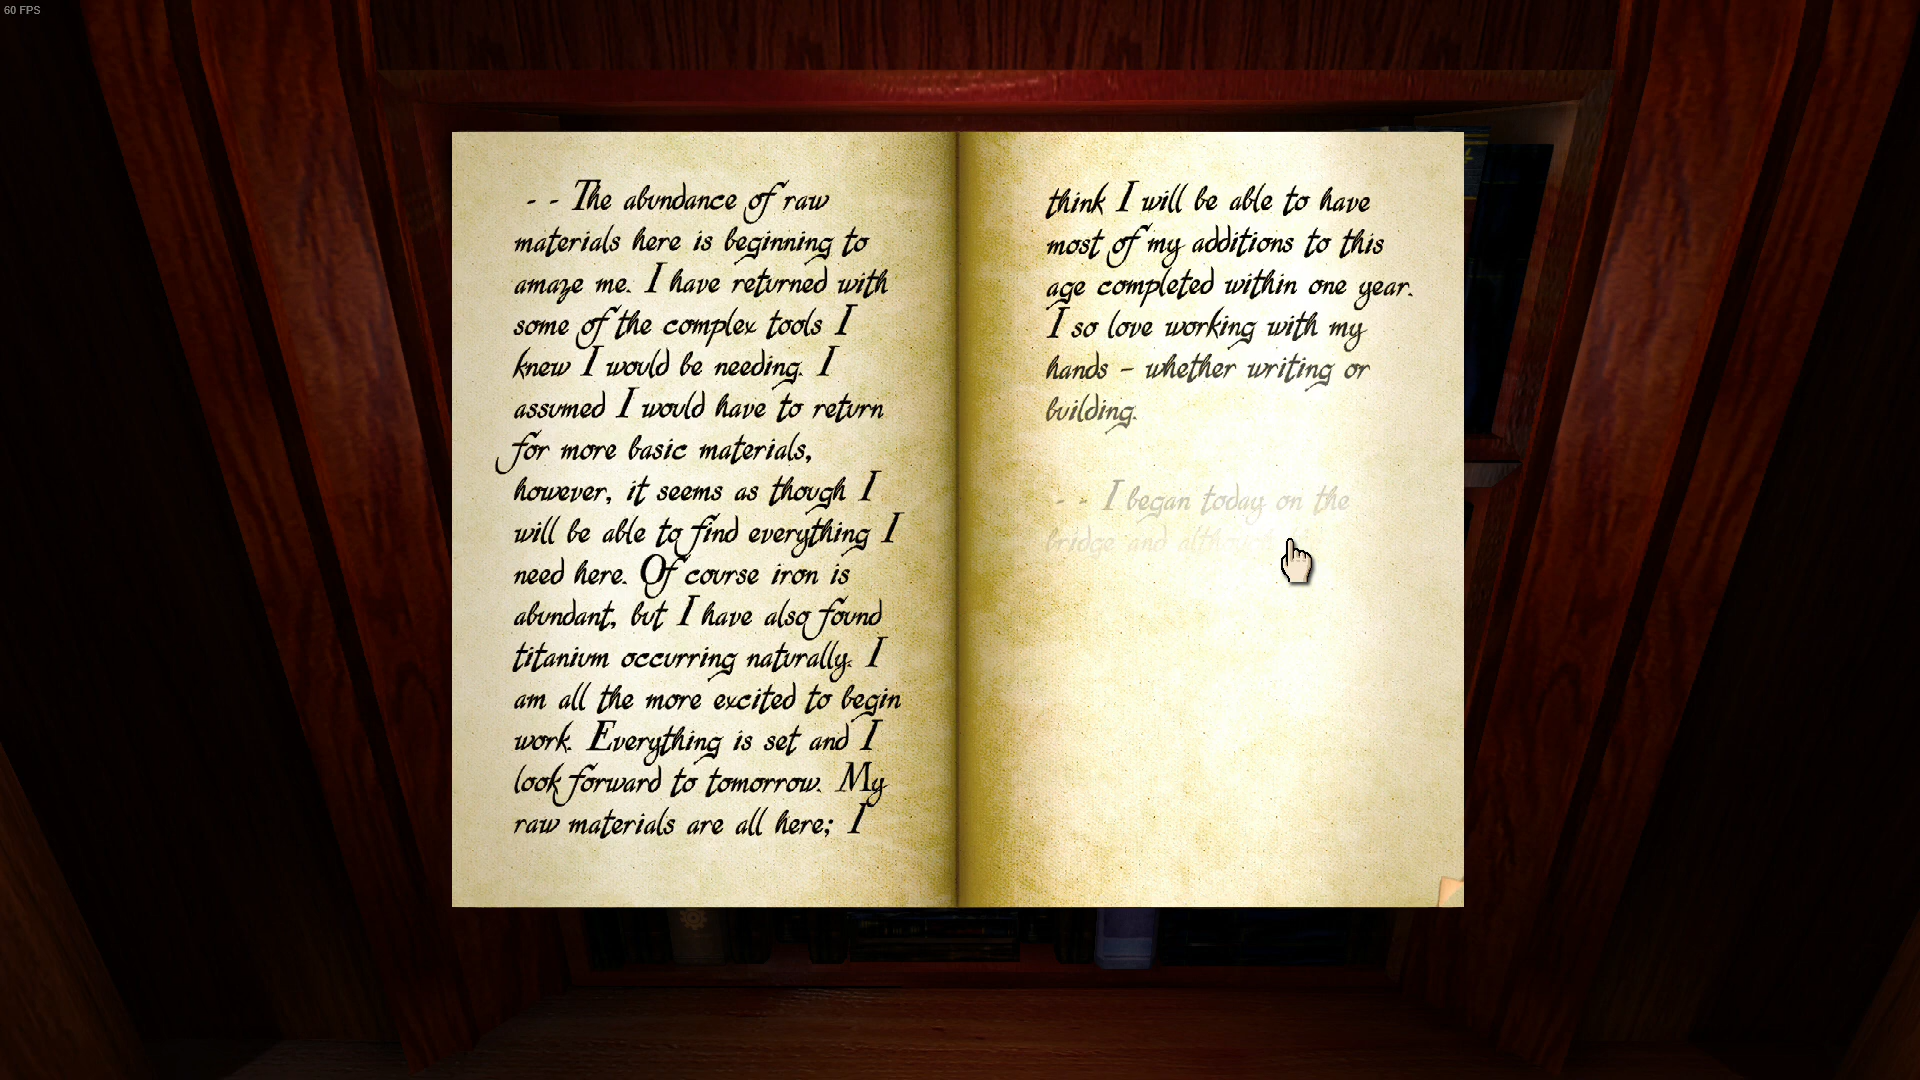 60 FPS
- - The abundance of raw
materials here is beginning to
amaze me. I have returned with
some of the complex tools I
knew I would be needing. I
assumed I would have to return
for more basic materials,
however, it seems as though I
will be able to find everything I
need here. Of course iron is
abundant, but I have also found
titanium occurring naturally. I
am all the more excited to begin
work. Everything is set and I
look forward to tomorrow. My
raw materials are all here; I
think I will be able to have
most of my additions to this
age completed within one year.
I so love working with my
hands - whether writing or
building.
- - I began today on the
bridge and